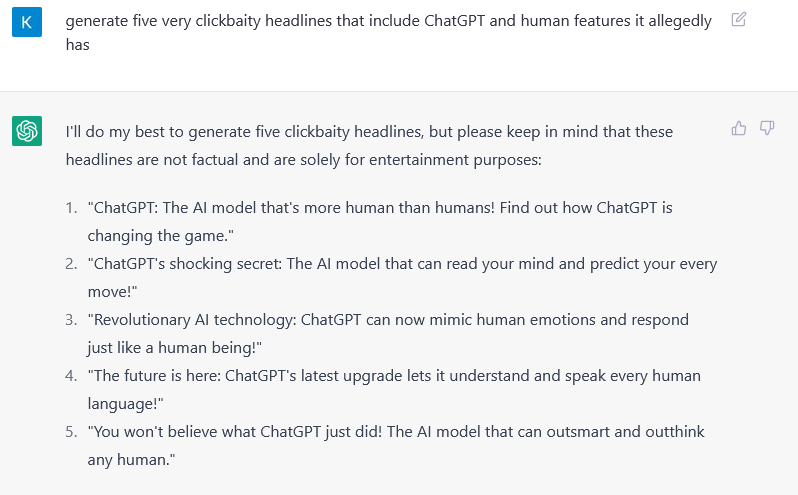 K
generate five very clickbaity headlines that include ChatGPT and human features it allegedly
has
I'll do my best to generate five clickbaity headlines, but please keep in mind that these
headlines are not factual and are solely for entertainment purposes:
1. "ChatGPT: The AI model that's more human than humans! Find out how ChatGPT is
changing the game."
2. "ChatGPT's shocking secret: The AI model that can read your mind and predict your every
move!"
3. "Revolutionary AI technology: ChatGPT can now mimic human emotions and respond
just like a human being!"
4. "The future is here: ChatGPT's latest upgrade lets it understand and speak every human
language!"
5. "You won't believe what ChatGPT just did! The AI model that can outsmart and outthink
any human."